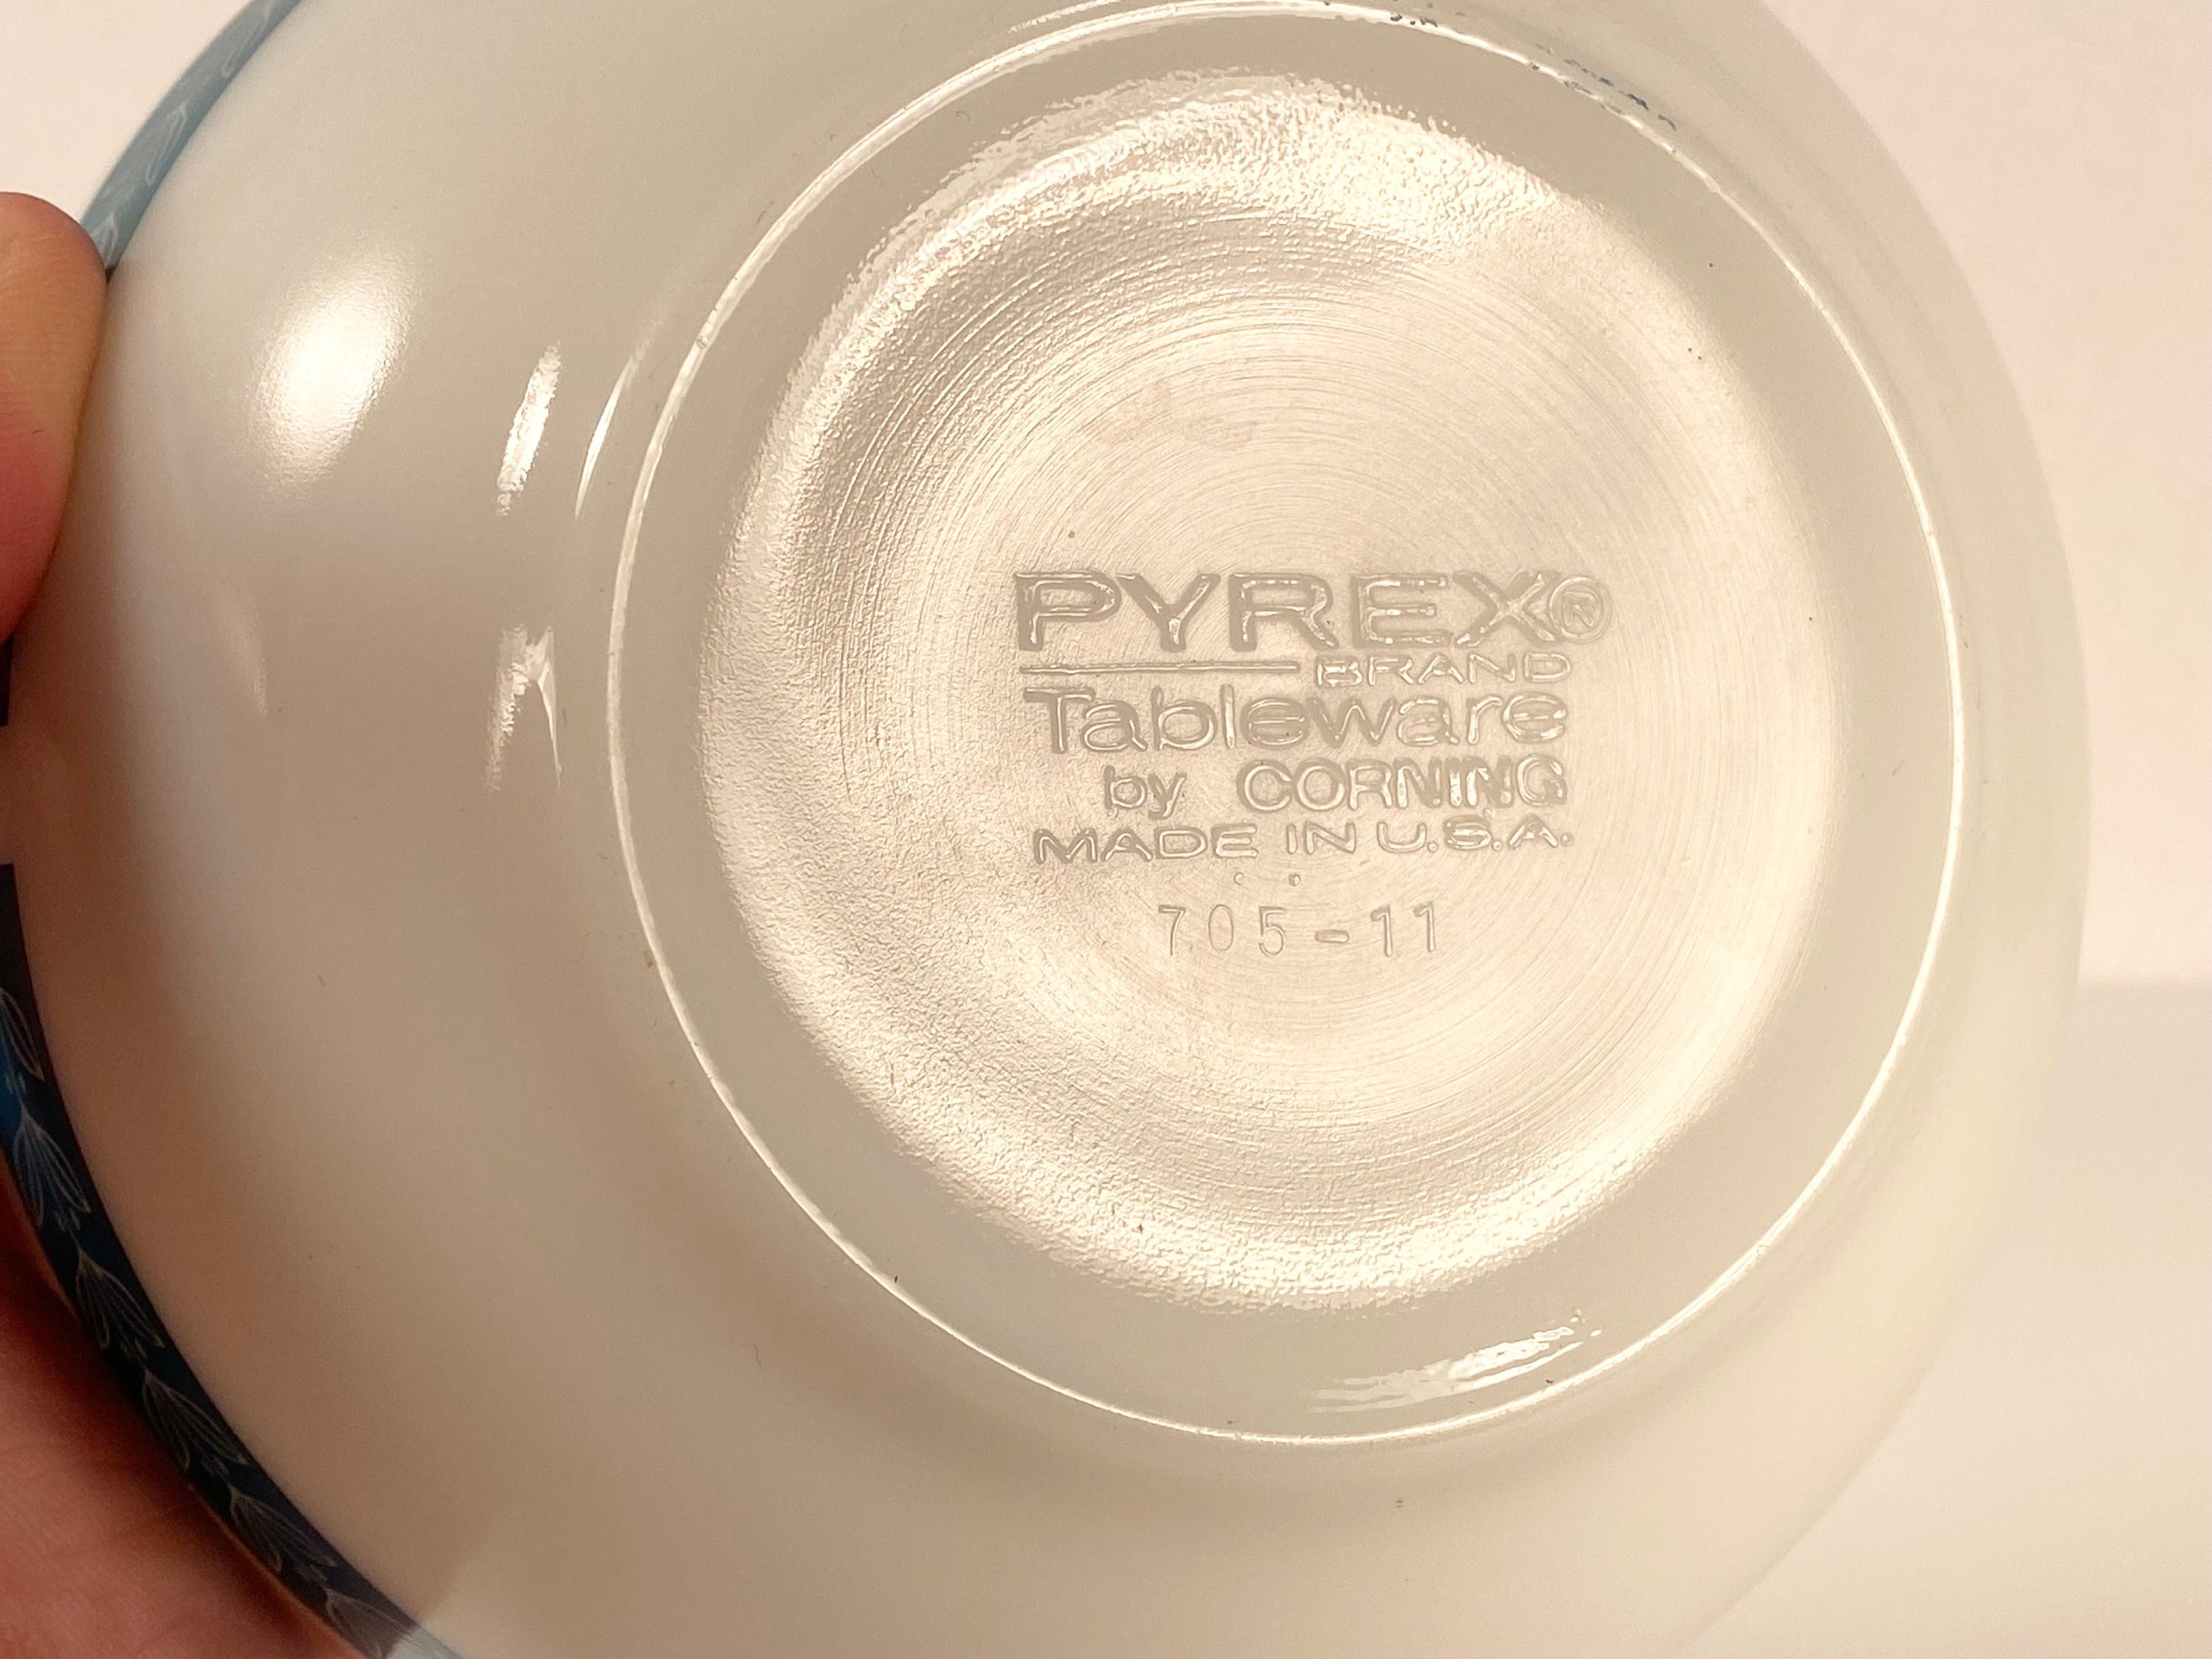 PYREX®
BRAND
Tableware
by CORNING
MADE IN U.S.A.
705-11